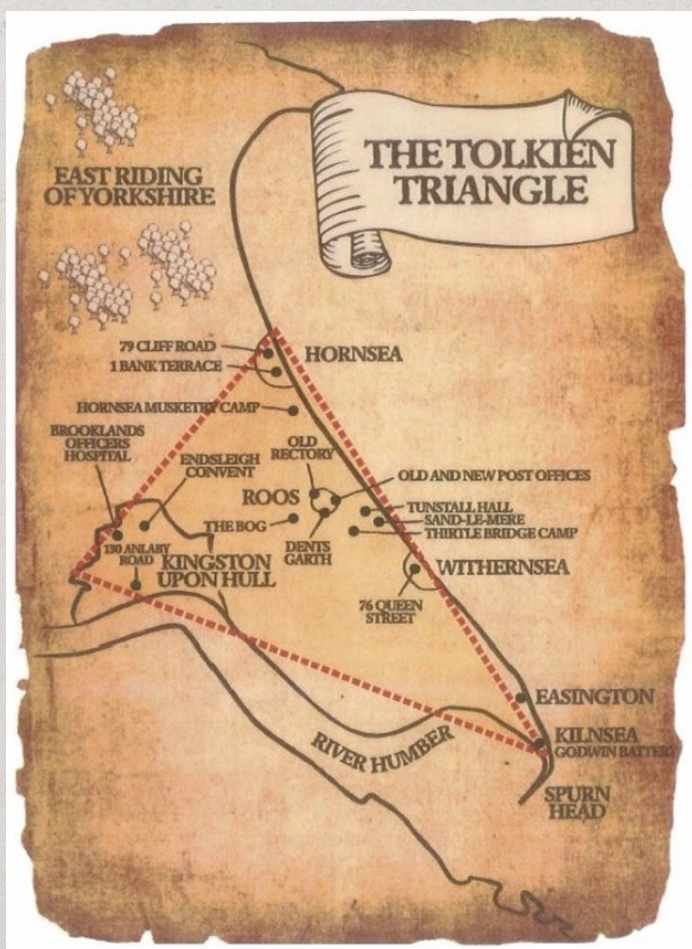 THE TOLKIEN
TRIANGLE
EAST RIDING
OF YORKSHIRE
79 CLIFF ROAD
HORNSEA
1 BANK TERRACE
HORNSEA MUSKETRY CAMP
BROOKLANDS
OFFICERS
HOSPITAL
ENDSLEIGH
CONVENT
OLD
RECTORY
OLD AND NEW POST OFFICES
ROOS
THE BOG
DENTS
GARTH
TUNSTALL HALL
SAND-LE-MERE
THIRTLE BRIDGE CAMP
130 ANLABY
ROAD
KINGSTON
UPON HULL
WITHERNSEA
76 QUEEN
STREET
EASINGTON
KILNSEA
GODWIN BATTERY
RIVER HUMBER
SPURN
HEAD